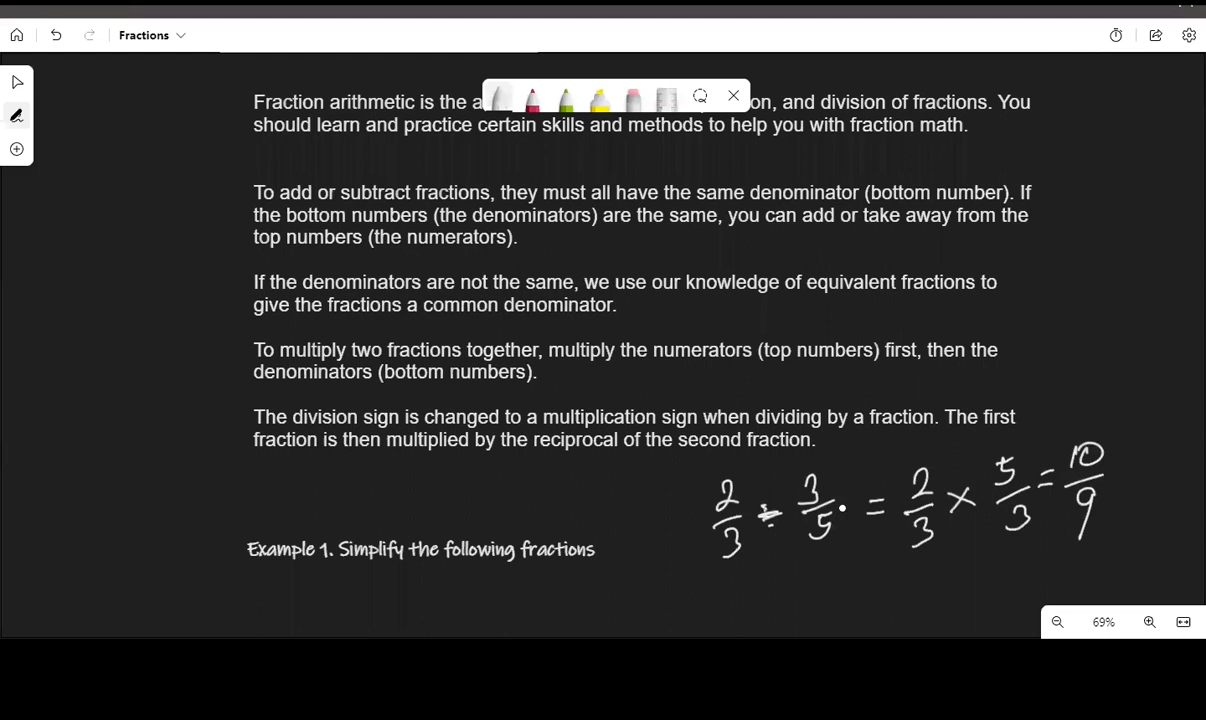 Fractions
Fraction arithmetic is the a on, and division of fractions. You
should learn and practice certain skills and methods to help you with fraction math.
To add or subtract fractions, they must all have the same denominator (bottom number). If
the bottom numbers (the denominators) are the same, you can add or take away from the
top numbers (the numerators).
If the denominators are not the same, we use our knowledge of equivalent fractions to
give the fractions a common denominator.
To multiply two fractions together, multiply the numerators (top numbers) first, then the
denominators (bottom numbers).
The division sign is changed to a multiplication sign when dividing by a fraction. The first
fraction is then multiplied by the reciprocal of the second fraction.
2/3 ÷ 3/5 = 2/3 × 5/3 = 10/9
Example 1. Simplify the following fractions
69%